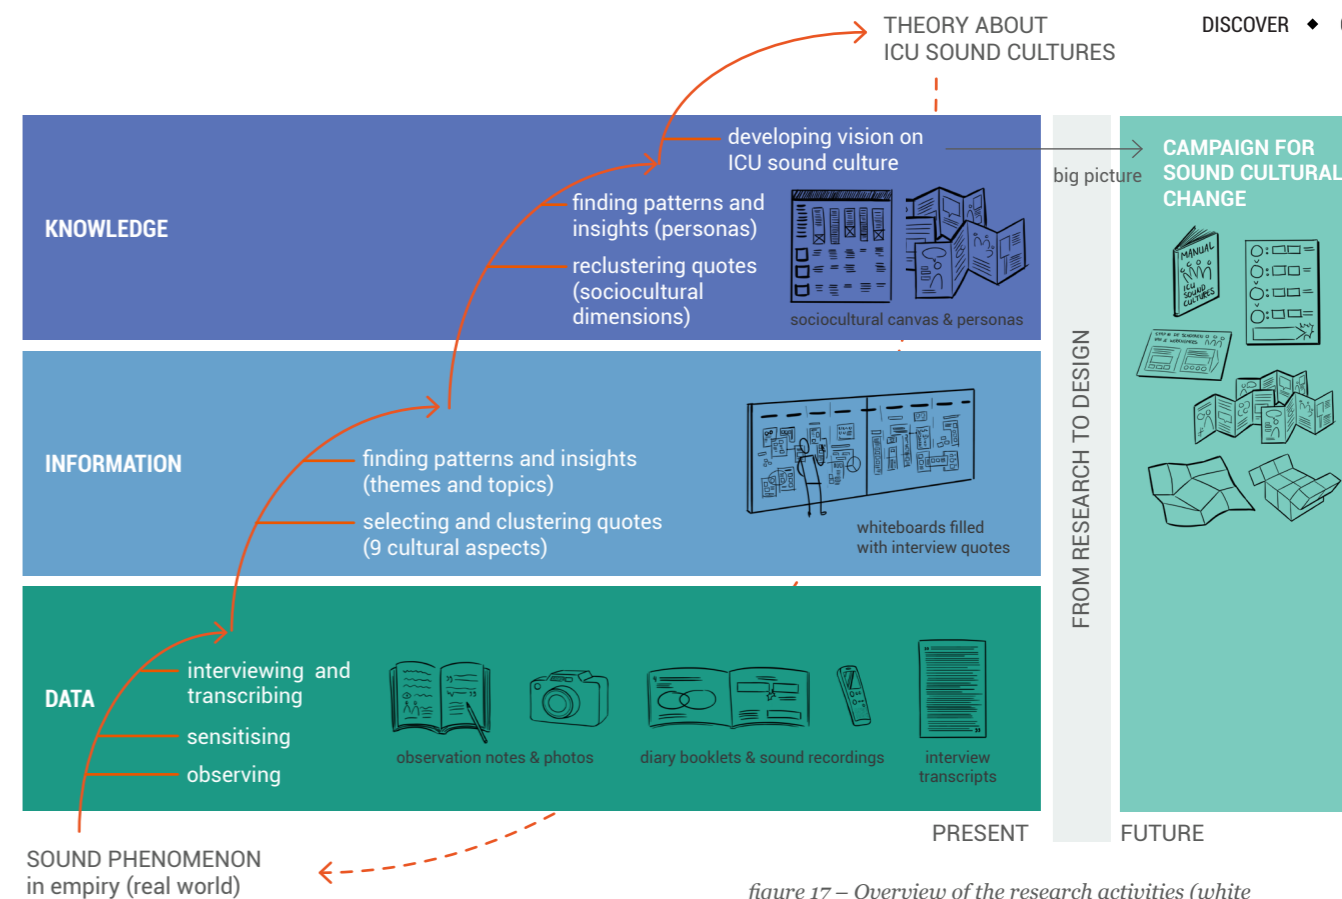 THEORY ABOUT
ICU SOUND CULTURES
DISCOVER ◆
developing vision on
ICU sound culture
big picture
CAMPAIGN FOR
SOUND CULTURAL
CHANGE
KNOWLEDGE
finding patterns and
insights (personas)
reclustering quotes
(sociocultural
dimensions)
sociocultural canvas & personas
MANUAL
ICU
SOUND
CULTURES
INFORMATION
finding patterns and insights
(themes and topics)
selecting and clustering quotes
(9 cultural aspects)
whiteboards filled
with interview quotes
FROM RESEARCH TO DESIGN
DATA
interviewing and
transcribing
sensitising
observing
observation notes & photos
diary booklets & sound recordings
interview
transcripts
PRESENT
FUTURE
SOUND PHENOMENON
in empiry (real world)
figure 17 – Overview of the research activities (white